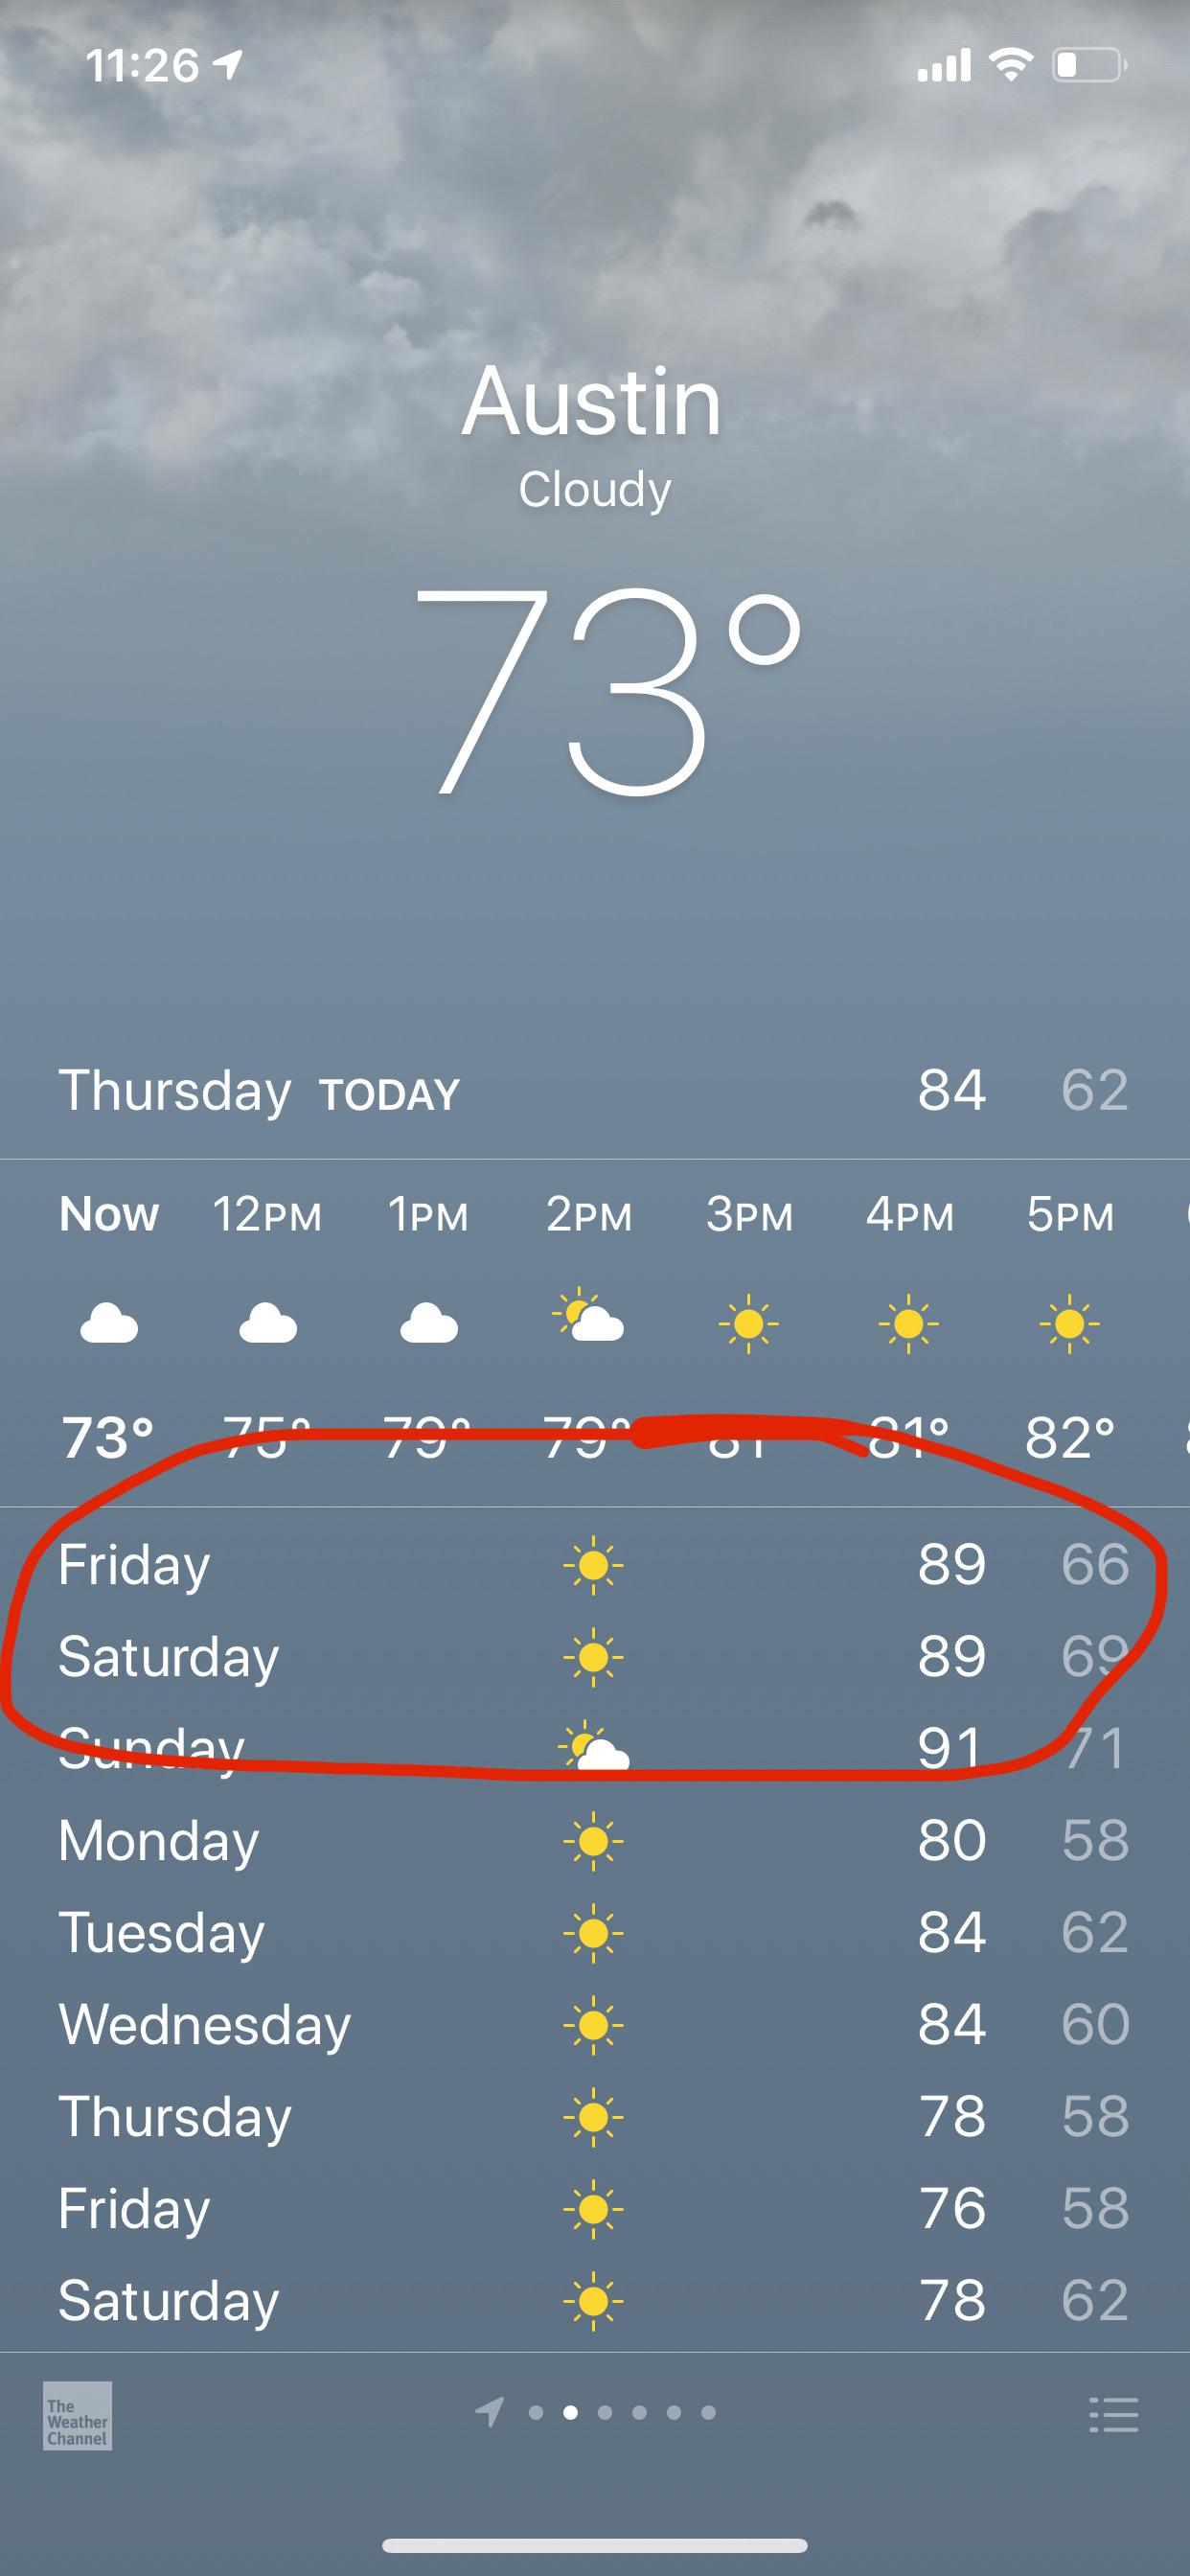 11:26
Austin
Cloudy
73°
Thursday TODAY 84 62
Now 12PM 1PM 2PM 3PM 4PM 5PM
73° 75° 79° 79° 81° 81° 82°
Friday 89 66
Saturday 89 69
Sunday 91 71
Monday 80 58
Tuesday 84 62
Wednesday 84 60
Thursday 78 58
Friday 76 58
Saturday 78 62
The
Weather
Channel